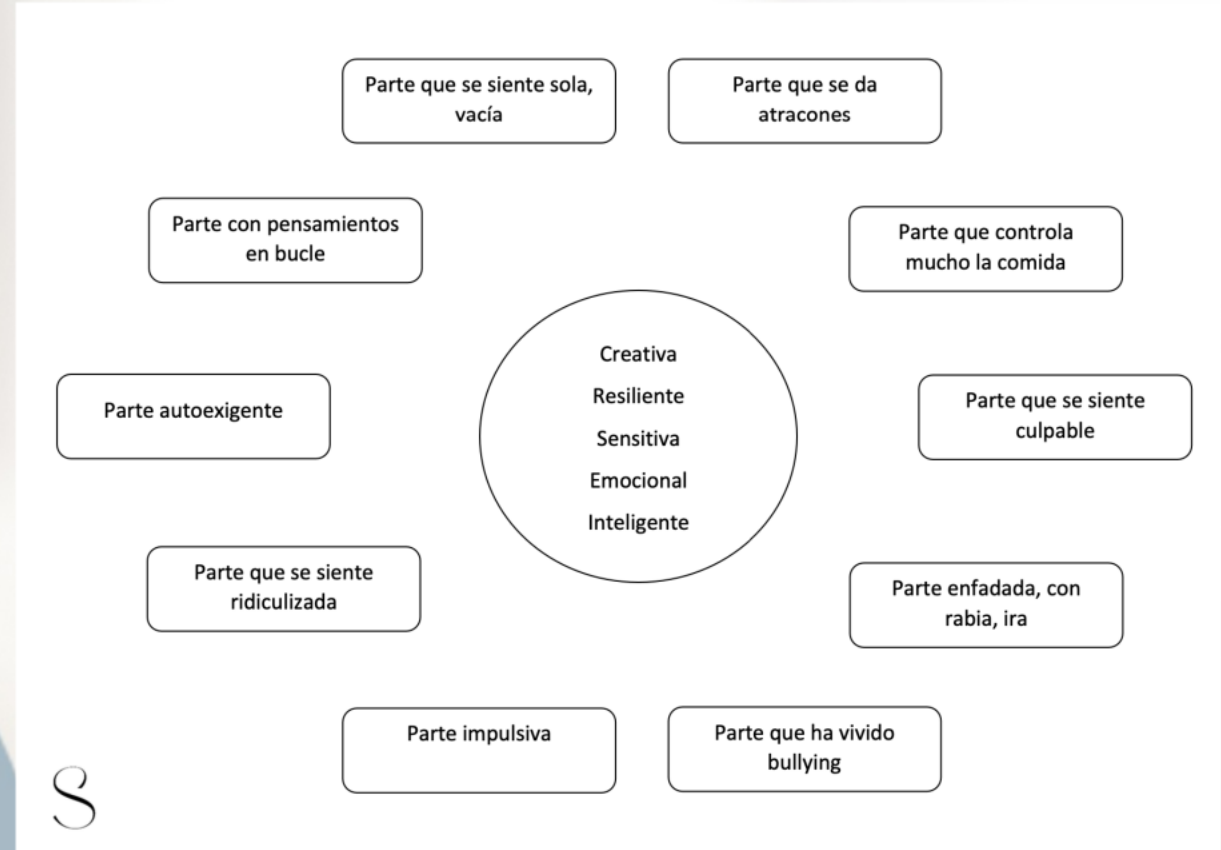 Parte que se siente sola,
vacía
Parte que se da
atracones
Parte con pensamientos
en bucle
Parte que controla
mucho la comida
Creativa
Resiliente
Sensitiva
Emocional
Inteligente
Parte autoexigente
Parte que se siente
culpable
Parte que se siente
ridiculizada
Parte enfadada, con
rabia, ira
Parte impulsiva
Parte que ha vivido
bullying
S